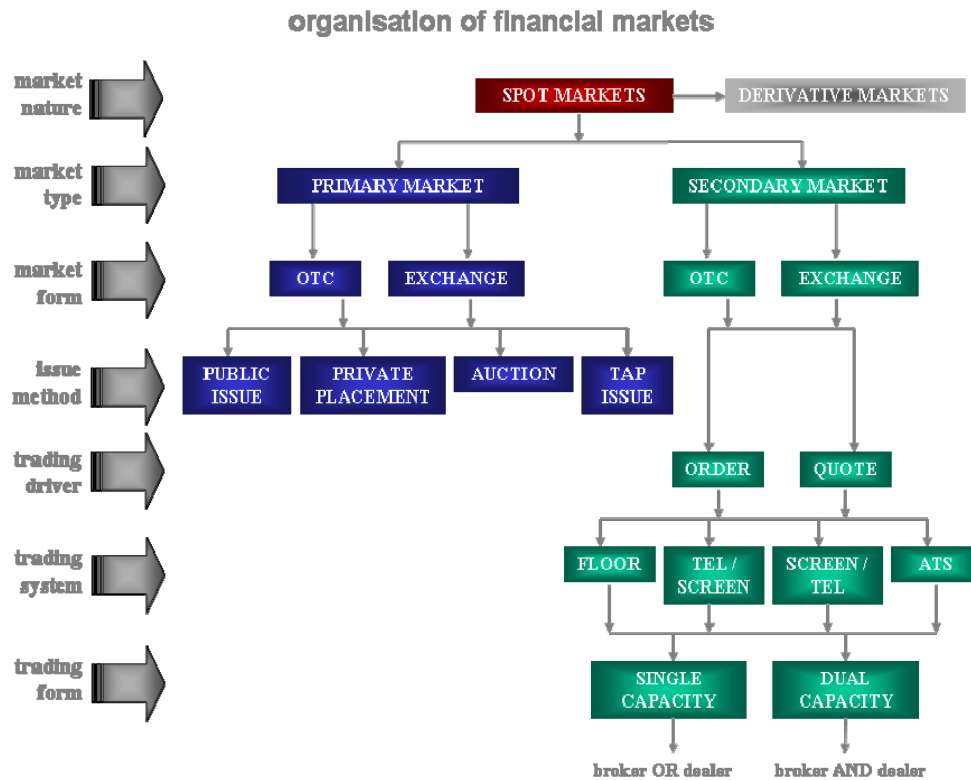 organisation of financial markets
market
nature
SPOT MARKETS
DERIVATIVE MARKETS
market
type
PRIMARY MARKET
SECONDARY MARKET
market
form
OTC
EXCHANGE
OTC
EXCHANGE
issue
method
PUBLIC
ISSUE
PRIVATE
PLACEMENT
AUCTION
TAP
ISSUE
trading
driver
ORDER
QUOTE
trading
system
FLOOR
TEL /
SCREEN
SCREEN /
TEL
ATS
trading
form
SINGLE
CAPACITY
DUAL
CAPACITY
broker OR dealer
broker AND dealer